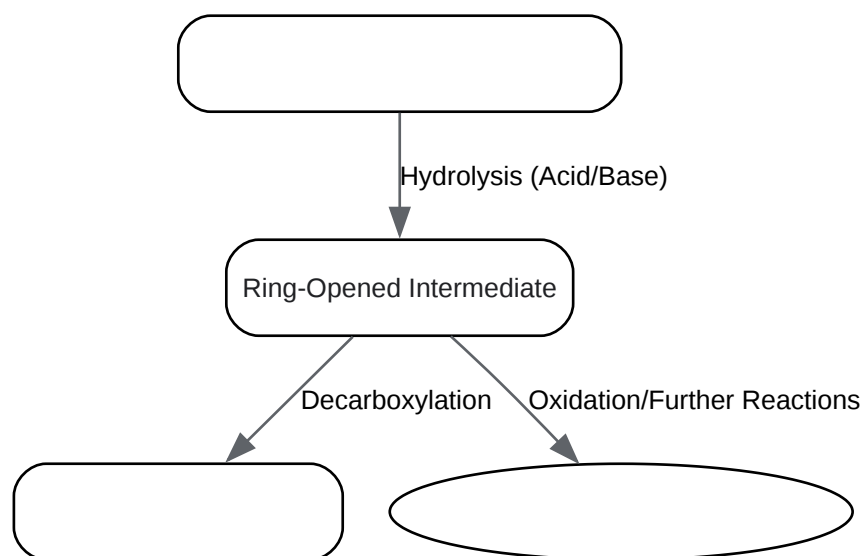 Hydrolysis (Acid/Base)
Ring-Opened Intermediate
Decarboxylation
Oxidation/Further Reactions